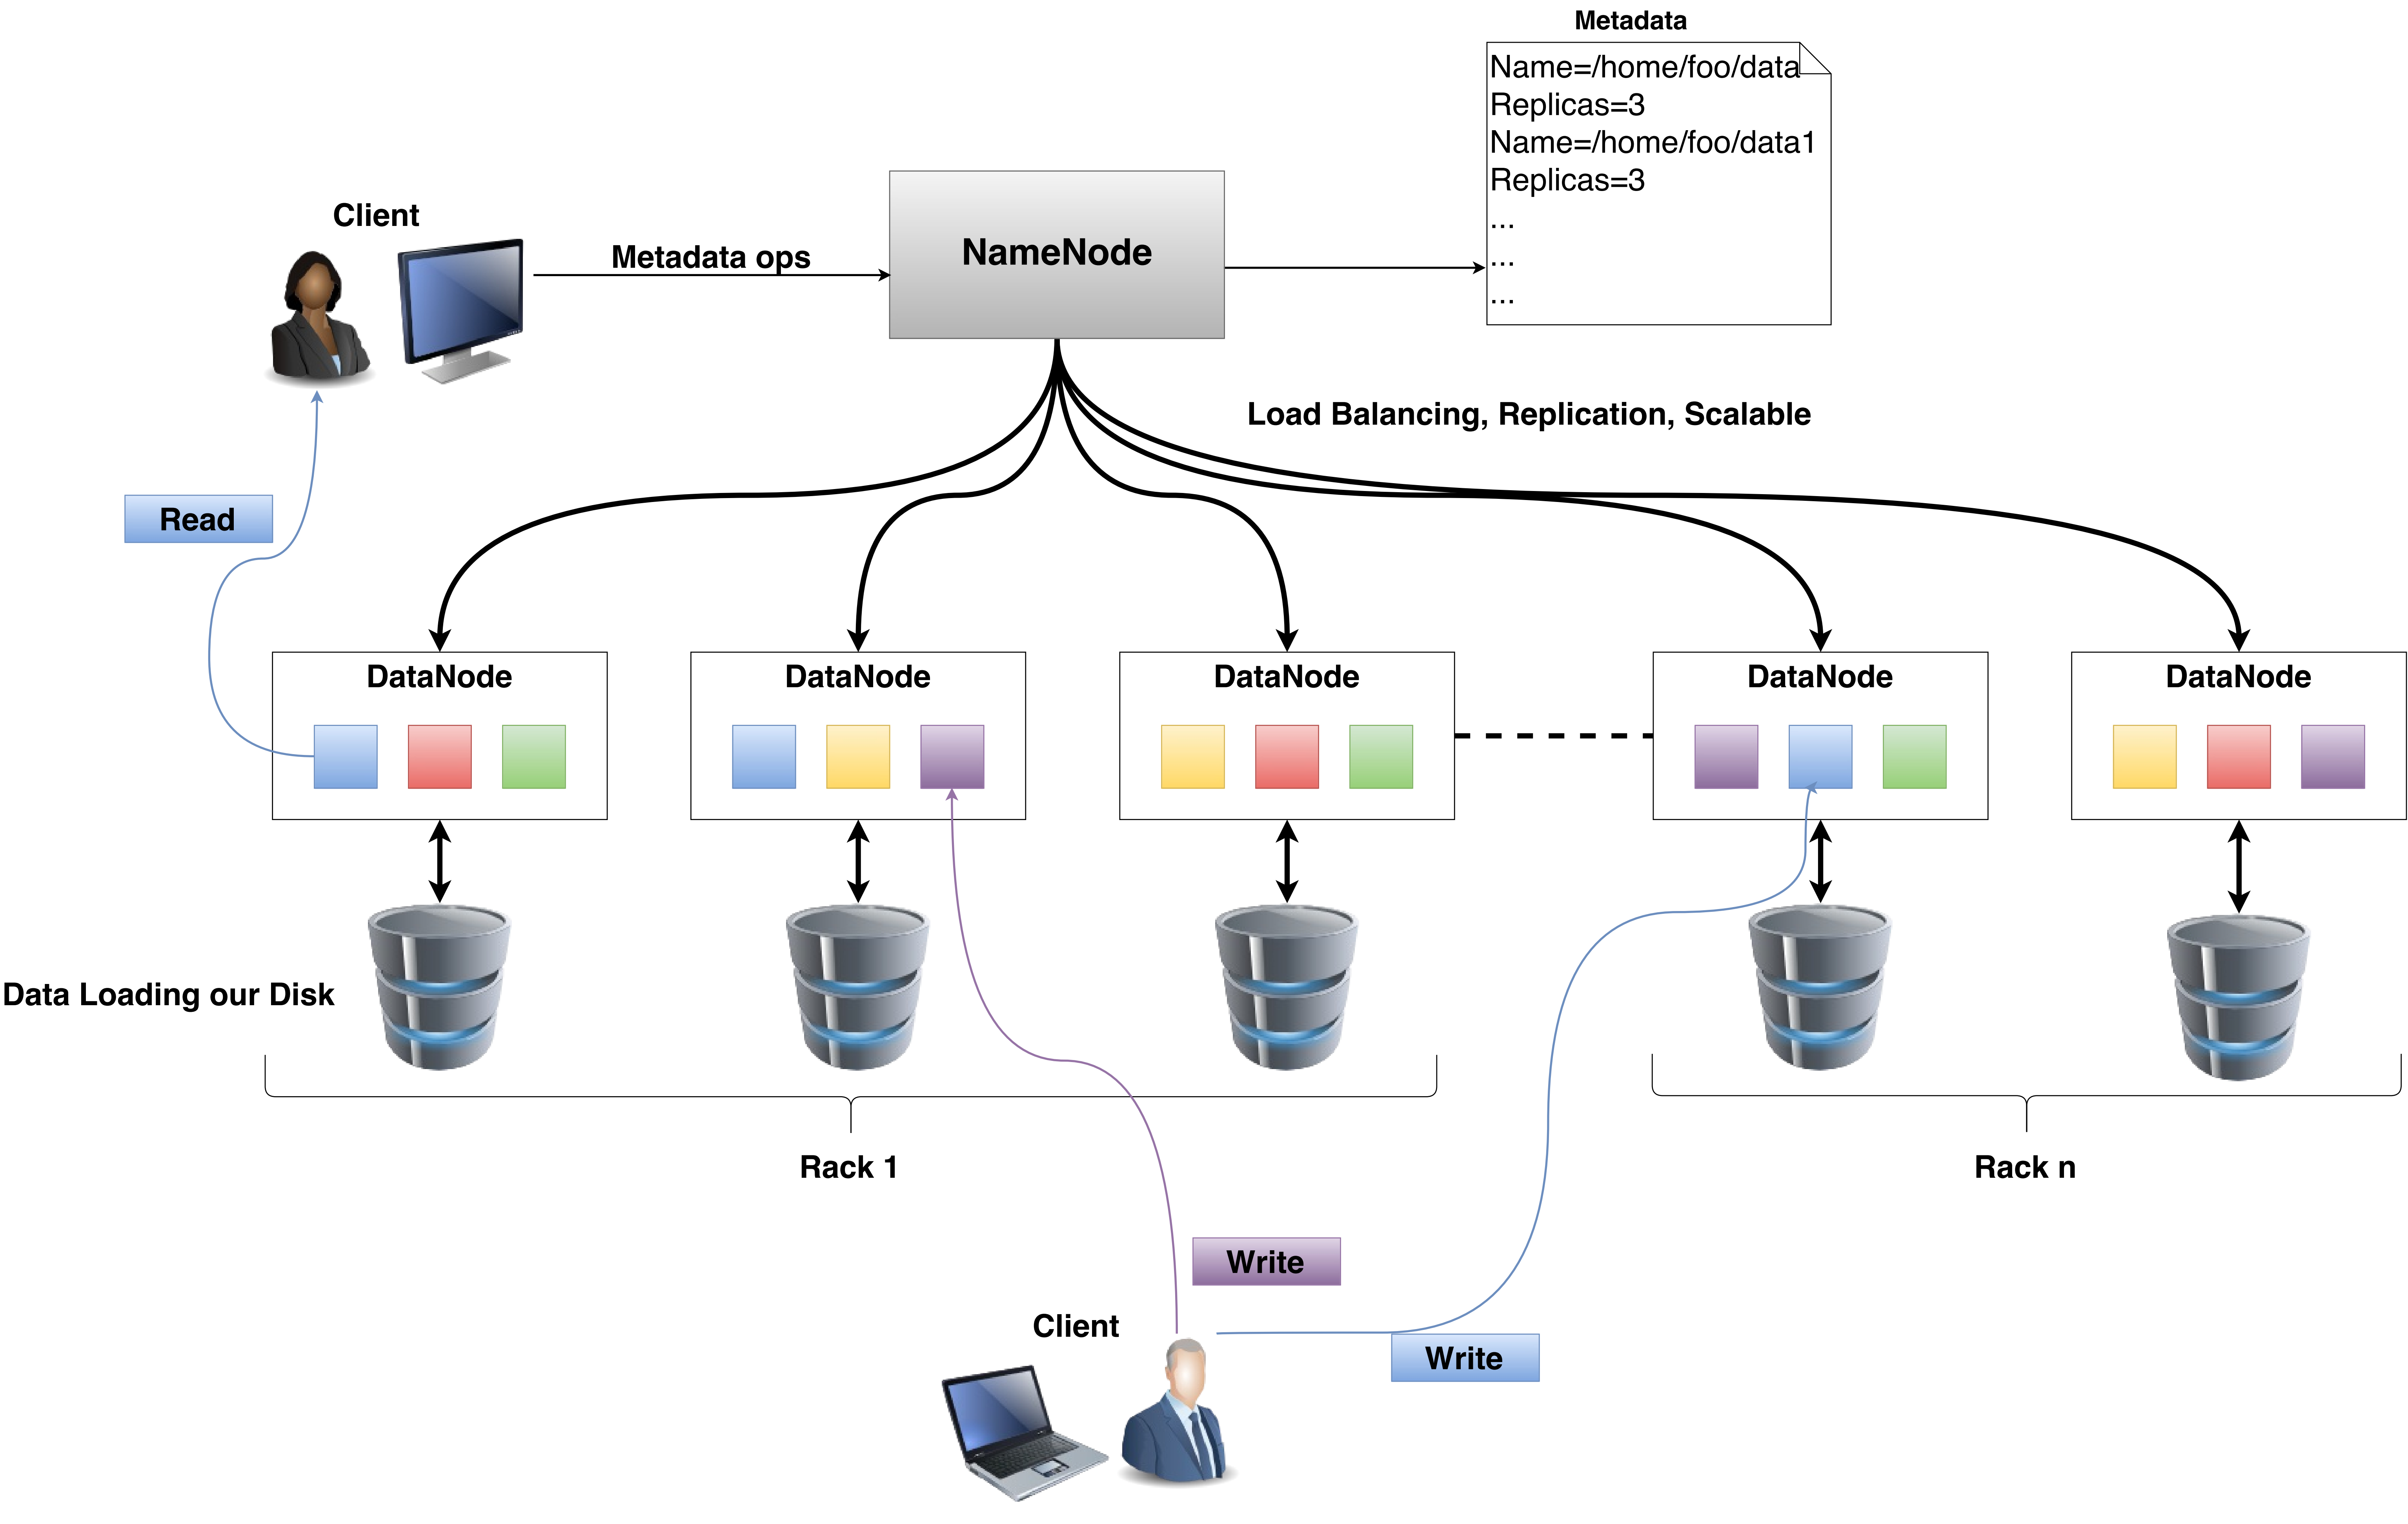 Metadata
Name=/home/foo/data
Replicas=3
Name=/home/foo/data1
Replicas=3
...
...
...
Client
Metadata ops
NameNode
Load Balancing, Replication, Scalable
Read
DataNode
DataNode
DataNode
DataNode
DataNode
Data Loading our Disk
Rack 1
Rack n
Write
Client
Write